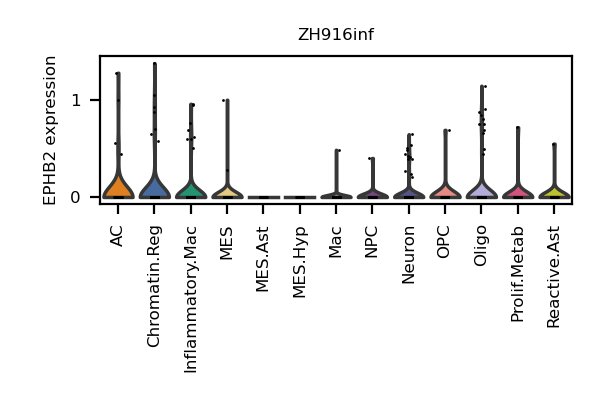 ZH916inf
EPHB2 expression
1
0
AC
Chromatin.Reg
Inflammatory.Mac
MES
MES.Ast
MES.Hyp
Mac
NPC
Neuron
OPC
Oligo
Prolif.Metab
Reactive.Ast